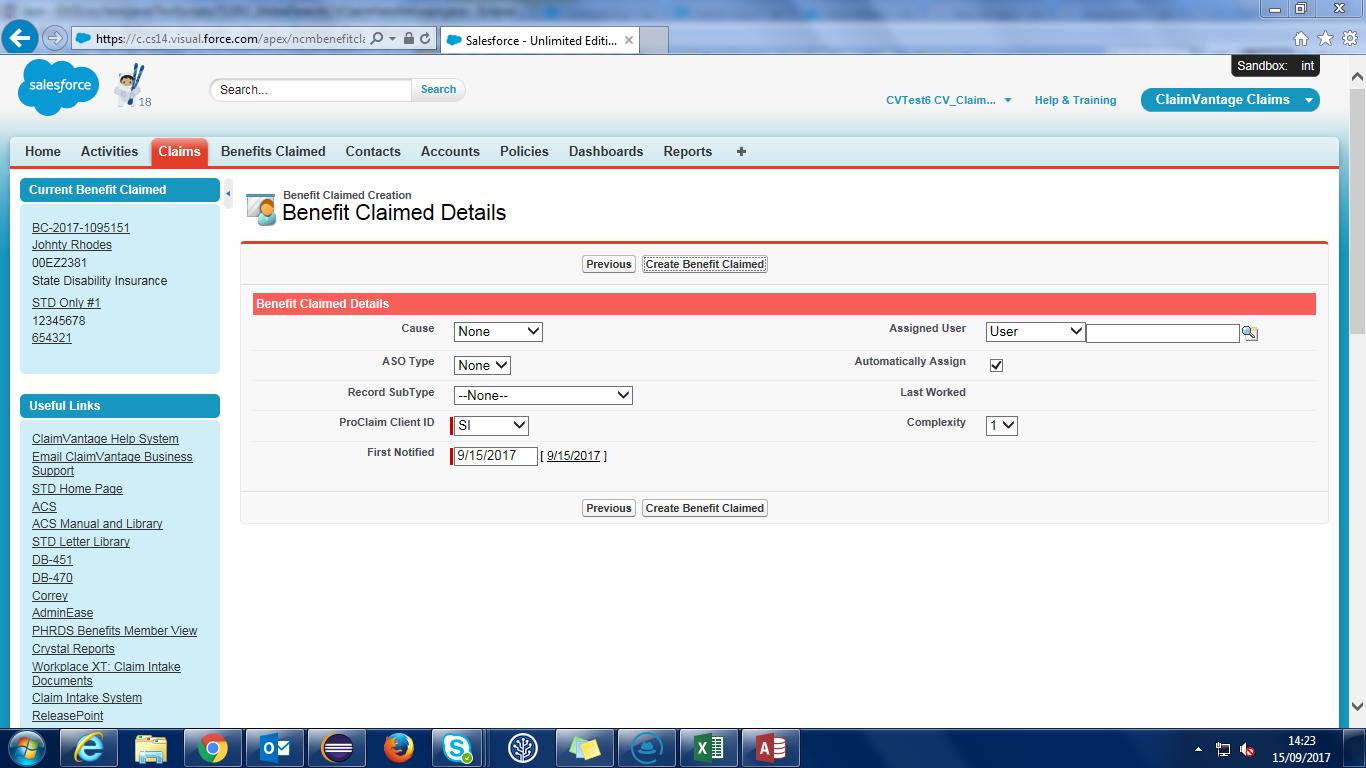 https://c.cs14.visual.force.com/apex/ncmbenefitcla
Salesforce - Unlimited Editi...
Sandbox: int
salesforce
18
Search...
Search
CVTest6 CV_Claim...
Help & Training
ClaimVantage Claims
Home Activities Claims Benefits Claimed Contacts Accounts Policies Dashboards Reports +
Current Benefit Claimed
BC-2017-1095151
Johnty Rhodes
00EZ2381
State Disability Insurance
STD Only #1
12345678
654321
Useful Links
ClaimVantage Help System
Email ClaimVantage Business
Support
STD Home Page
ACS
ACS Manual and Library
STD Letter Library
DB-451
DB-470
Correy
AdminEase
PHRDS Benefits Member View
Crystal Reports
Workplace XT: Claim Intake
Documents
Claim Intake System
ReleasePoint
Benefit Claimed Creation
Benefit Claimed Details
Previous Create Benefit Claimed
Benefit Claimed Details
Cause None Assigned User User
ASO Type None Automatically Assign
Record SubType --None-- Last Worked
ProClaim Client ID SI Complexity 1
First Notified 9/15/2017 [ 9/15/2017 ]
Previous Create Benefit Claimed
14:23
15/09/2017